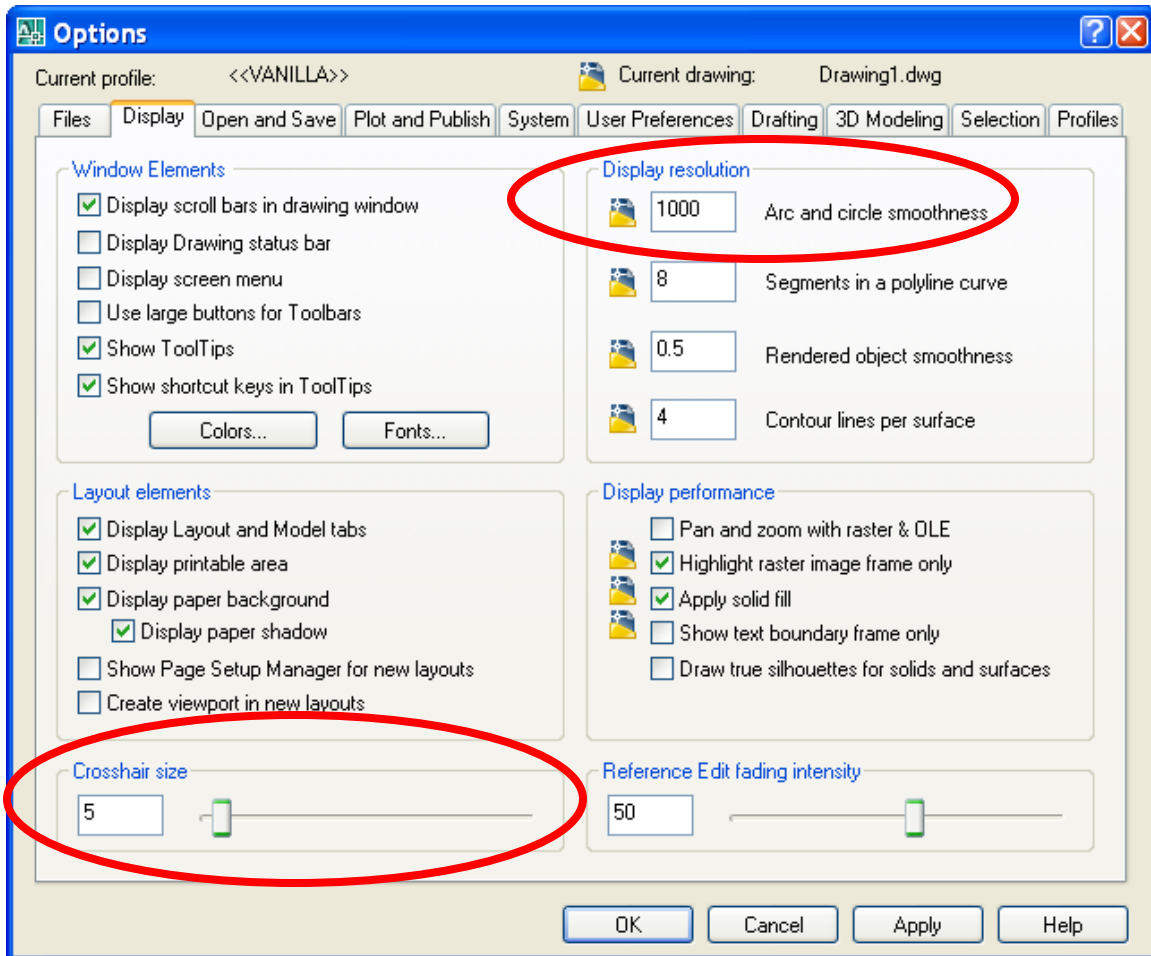 Options
Current profile: <<VANILLA>> Current drawing: Drawing1.dwg
Files Display Open and Save Plot and Publish System User Preferences Drafting 3D Modeling Selection Profiles
Window Elements
Display scroll bars in drawing window
Display Drawing status bar
Display screen menu
Use large buttons for Toolbars
Show ToolTips
Show shortcut keys in ToolTips
Colors... Fonts...
Display resolution
1000 Arc and circle smoothness
8 Segments in a polyline curve
0.5 Rendered object smoothness
4 Contour lines per surface
Layout elements
Display Layout and Model tabs
Display printable area
Display paper background
Display paper shadow
Show Page Setup Manager for new layouts
Create viewport in new layouts
Display performance
Pan and zoom with raster & OLE
Highlight raster image frame only
Apply solid fill
Show text boundary frame only
Draw true silhouettes for solids and surfaces
Crosshair size
5
Reference Edit fading intensity
50
OK Cancel Apply Help